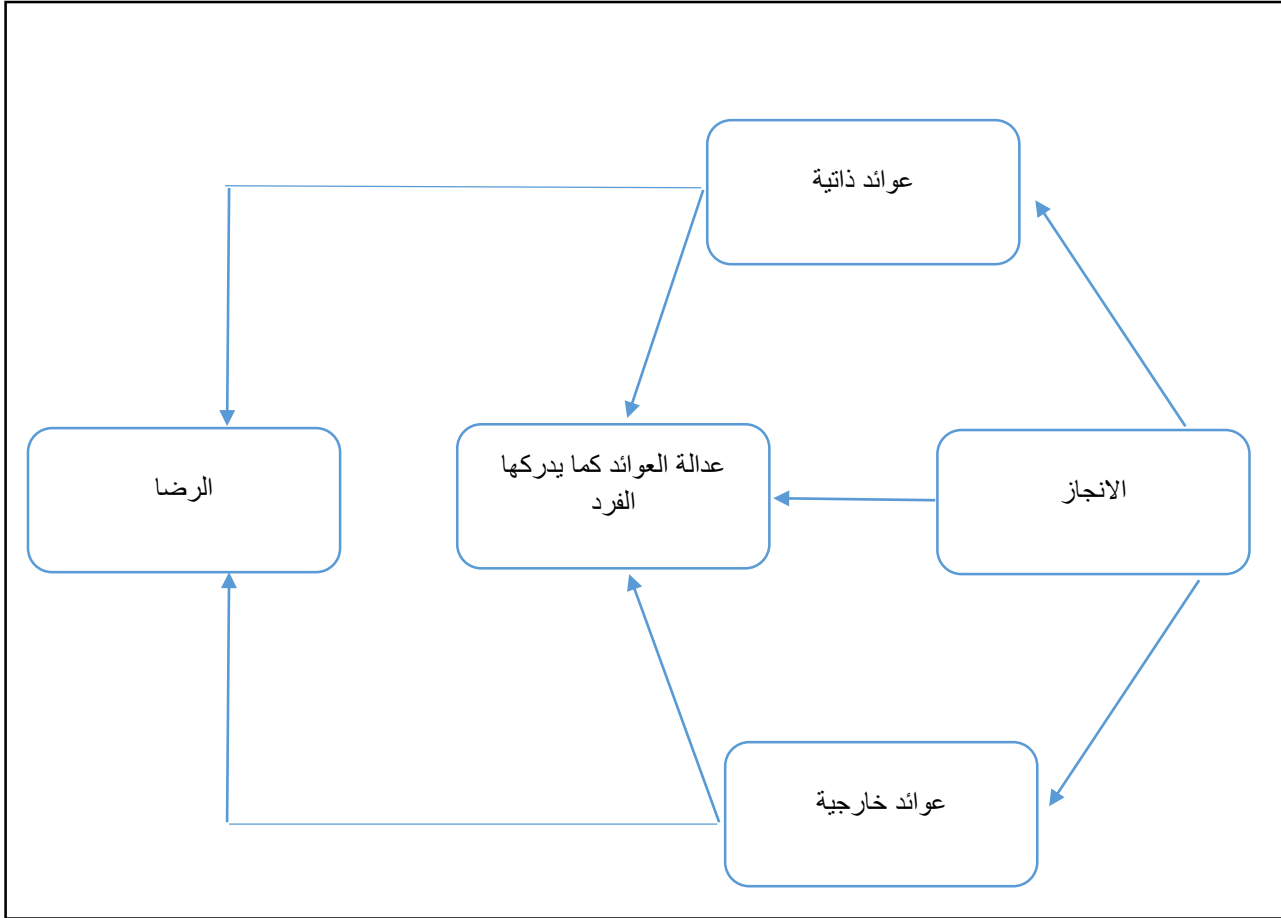 عوائد ذاتية
الانجاز
عدالة العوائد كما يدركها
الفرد
الرضا
عوائد خارجية